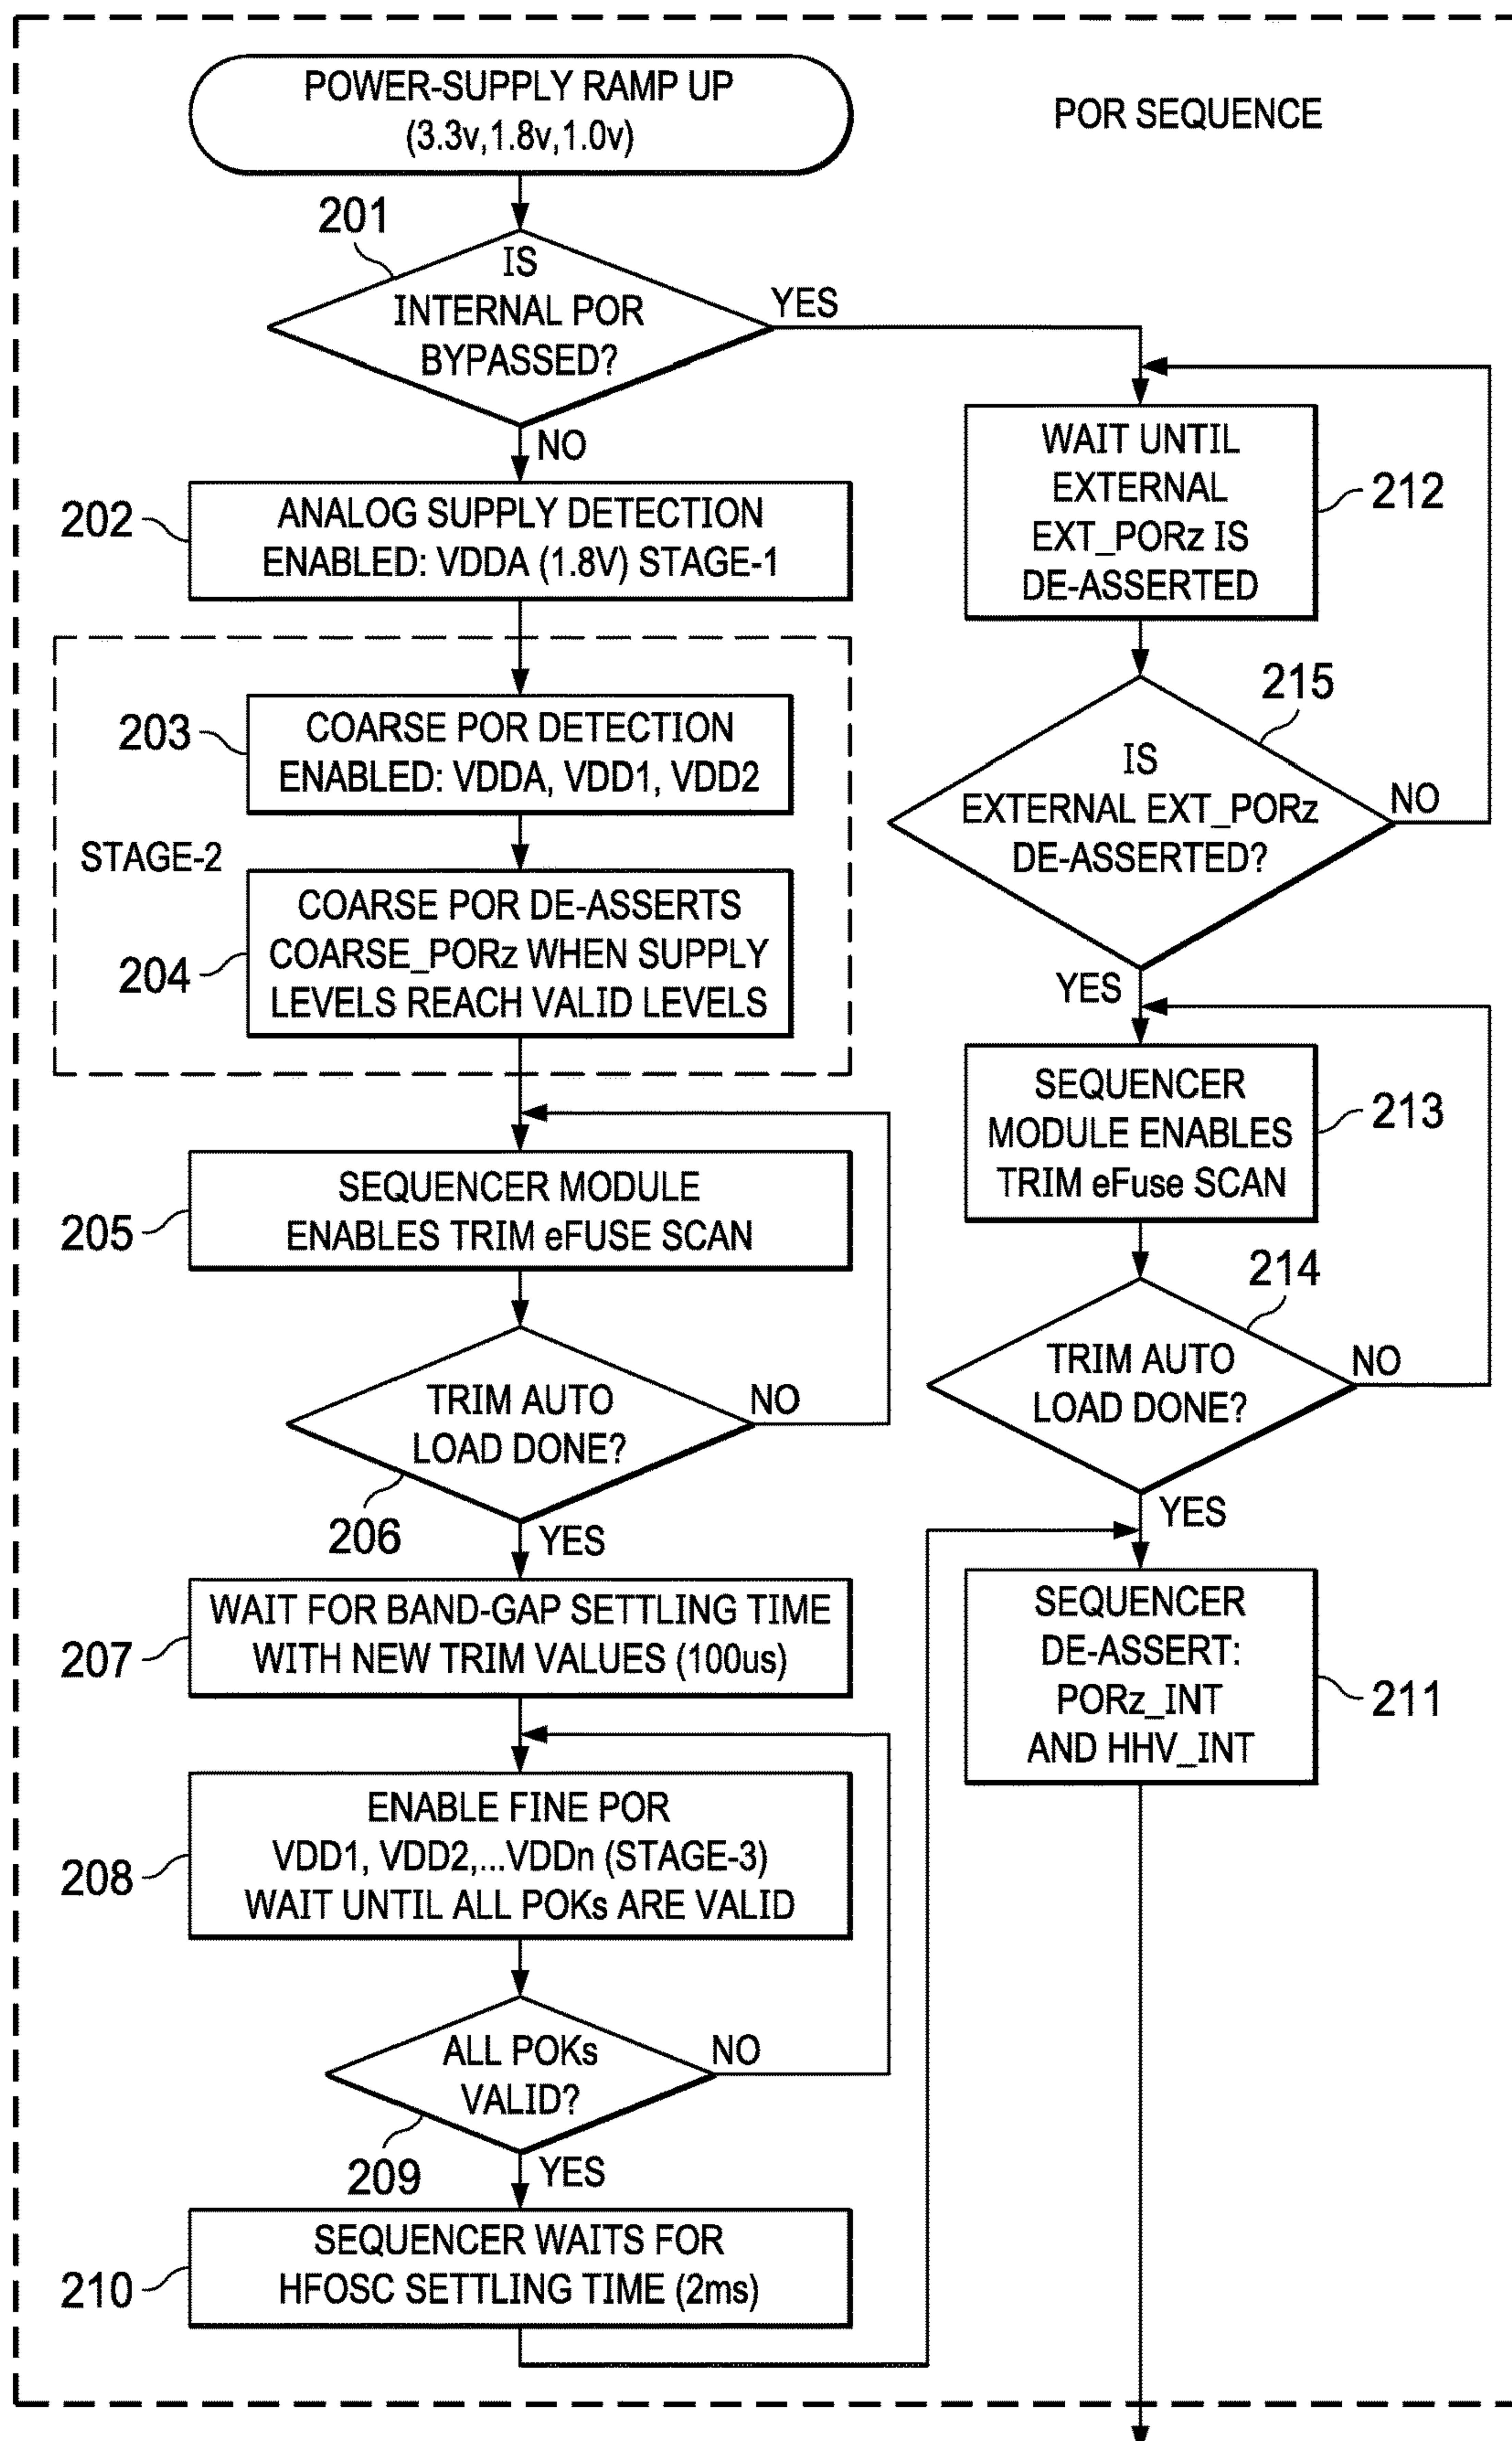 POWER-SUPPLY RAMP UP
(3.3v,1.8v,1.0v)
POR SEQUENCE
201
IS
INTERNAL POR
BYPASSED?
YES
NO
202
ANALOG SUPPLY DETECTION
ENABLED: VDDA (1.8V) STAGE-1
203
COARSE POR DETECTION
ENABLED: VDDA, VDD1, VDD2
STAGE-2
204
COARSE POR DE-ASSERTS
COARSE_PORz WHEN SUPPLY
LEVELS REACH VALID LEVELS
205
SEQUENCER MODULE
ENABLES TRIM eFUSE SCAN
TRIM AUTO
LOAD DONE?
NO
206
YES
207
WAIT FOR BAND-GAP SETTLING TIME
WITH NEW TRIM VALUES (100us)
208
ENABLE FINE POR
VDD1, VDD2,...VDDn (STAGE-3)
WAIT UNTIL ALL POKs ARE VALID
ALL POKs
VALID?
NO
209
YES
210
SEQUENCER WAITS FOR
HFOSC SETTLING TIME (2ms)
WAIT UNTIL
EXTERNAL
EXT_PORz IS
DE-ASSERTED
212
215
IS
EXTERNAL EXT_PORz
DE-ASSERTED?
NO
YES
SEQUENCER
MODULE ENABLES
TRIM eFuse SCAN
213
214
TRIM AUTO
LOAD DONE?
NO
YES
SEQUENCER
DE-ASSERT:
PORz_INT
AND HHV_INT
211